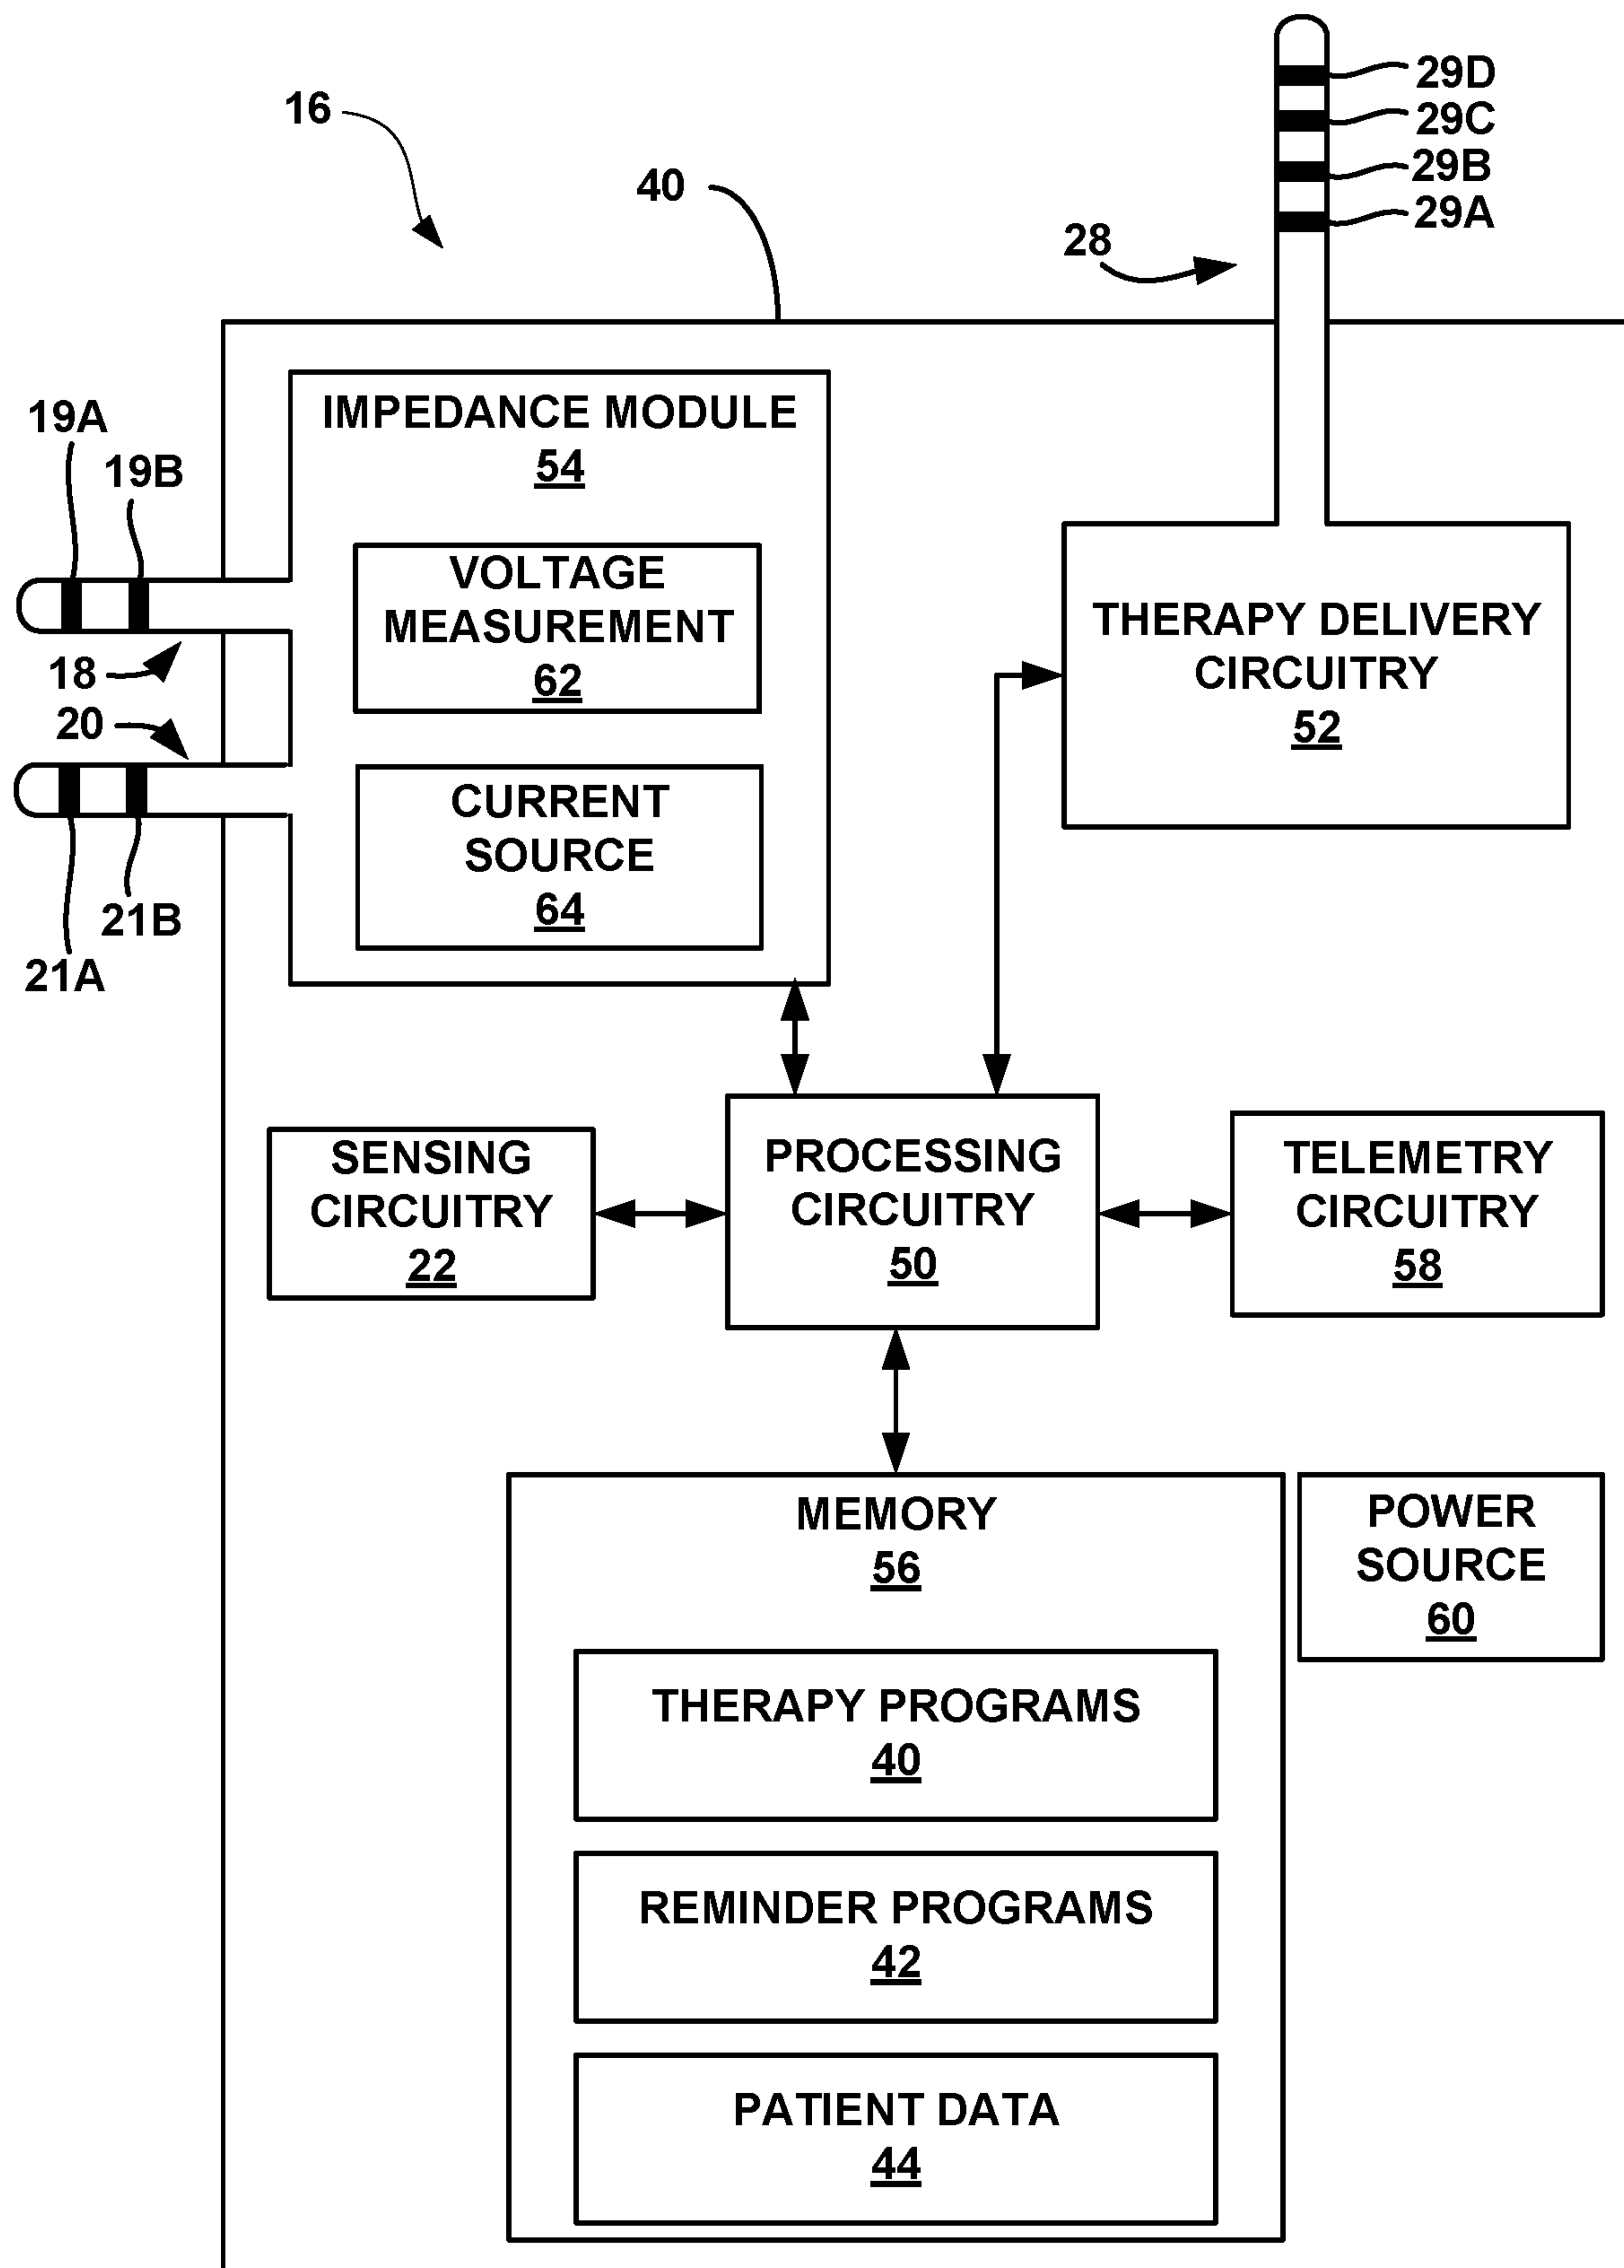 29D
29C
29B
29A
16
40
28
19A
19B
18
20
21A
21B
IMPEDANCE MODULE
54
VOLTAGE
MEASUREMENT
62
CURRENT
SOURCE
64
THERAPY DELIVERY
CIRCUITRY
52
SENSING
CIRCUITRY
22
PROCESSING
CIRCUITRY
50
TELEMETRY
CIRCUITRY
58
MEMORY
56
THERAPY PROGRAMS
40
REMINDER PROGRAMS
42
PATIENT DATA
44
POWER
SOURCE
60